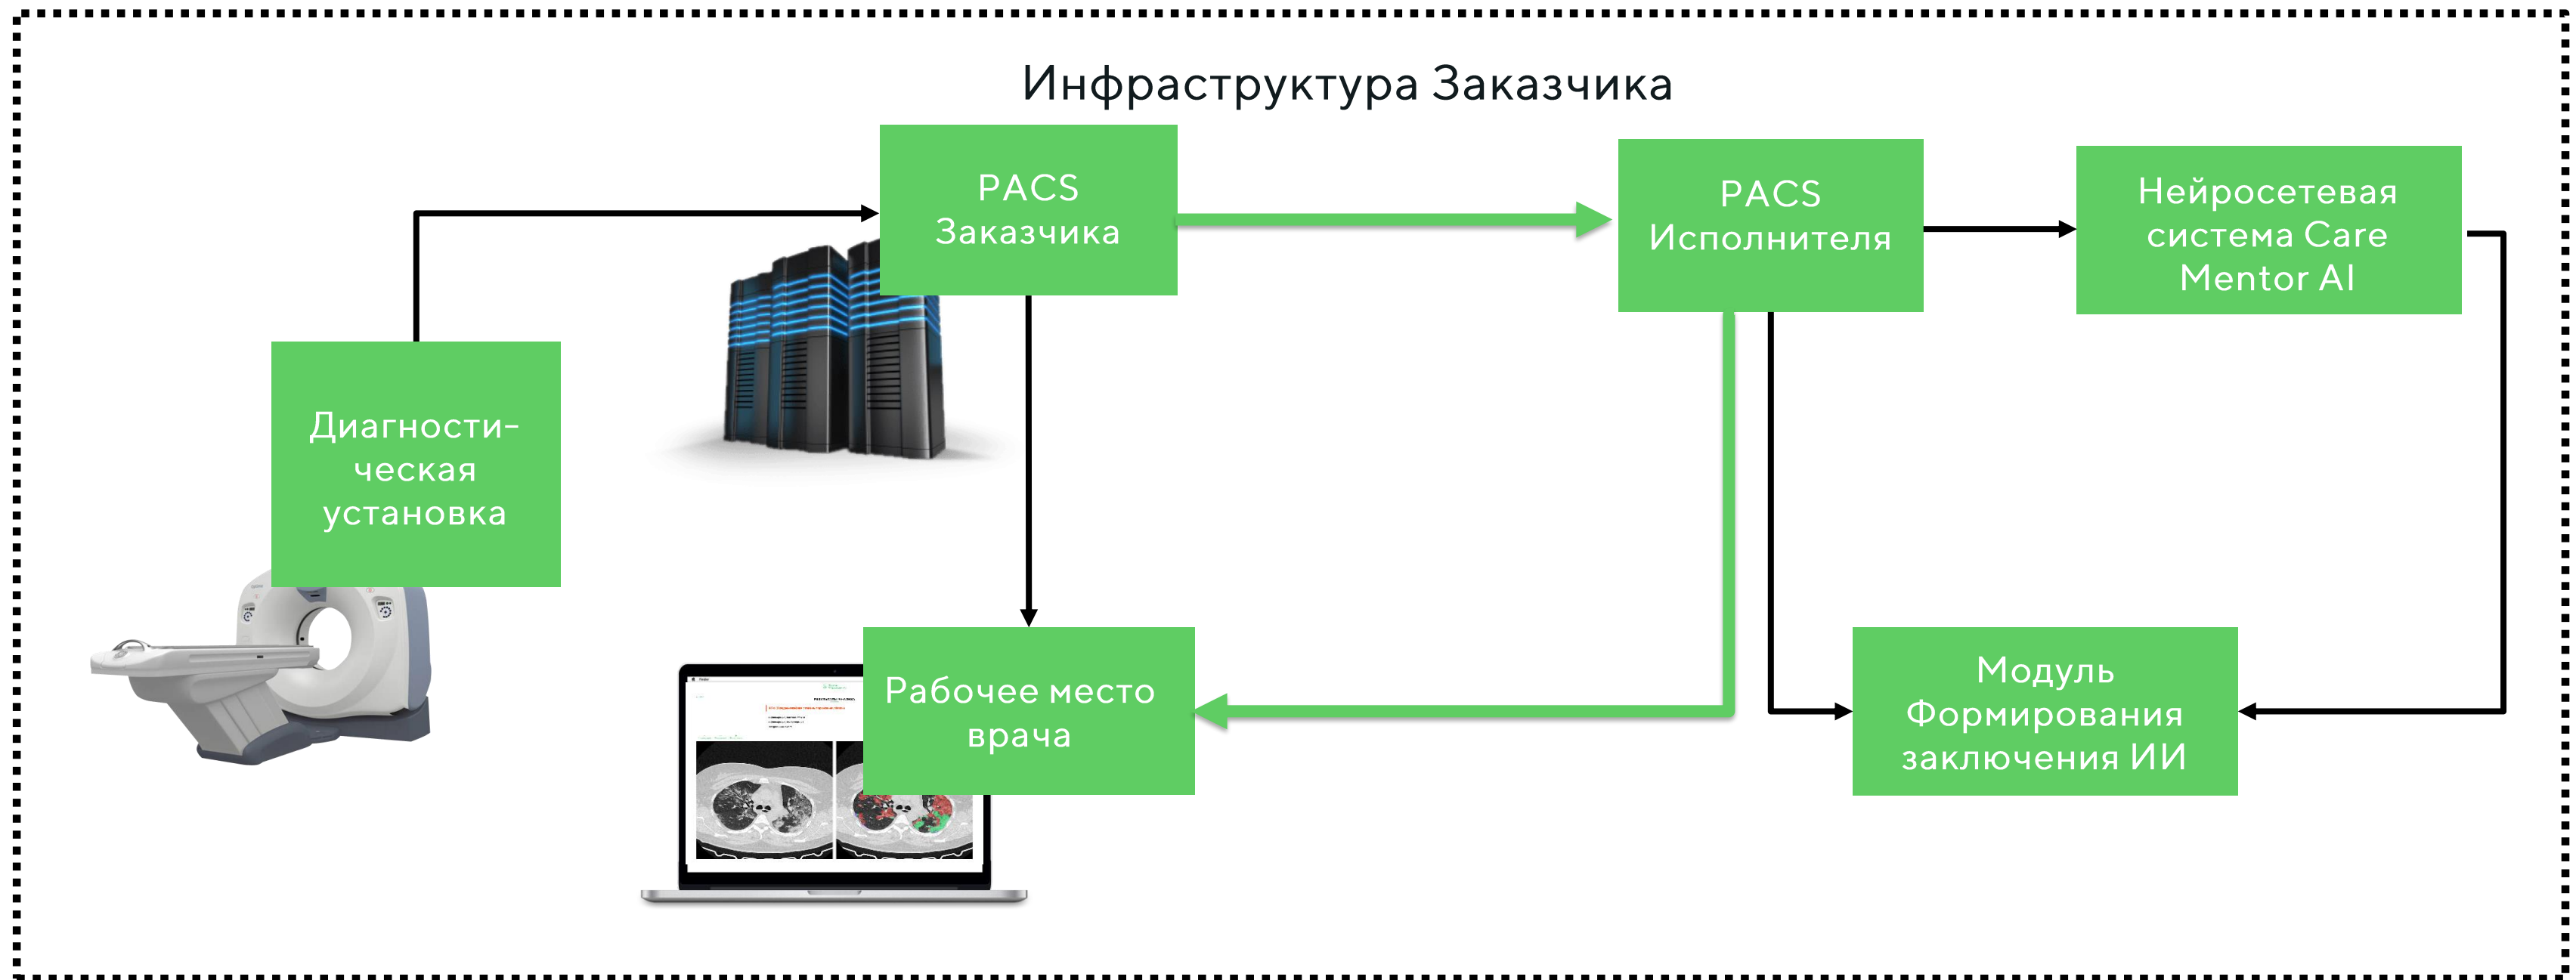 Инфраструктура Заказчика
PACS
Заказчика
PACS
Исполнителя
Нейросетевая
система Care
Mentor AI
Диагности-
ческая
установка
Рабочее место
врача
Модуль
Формирования
заключения ИИ